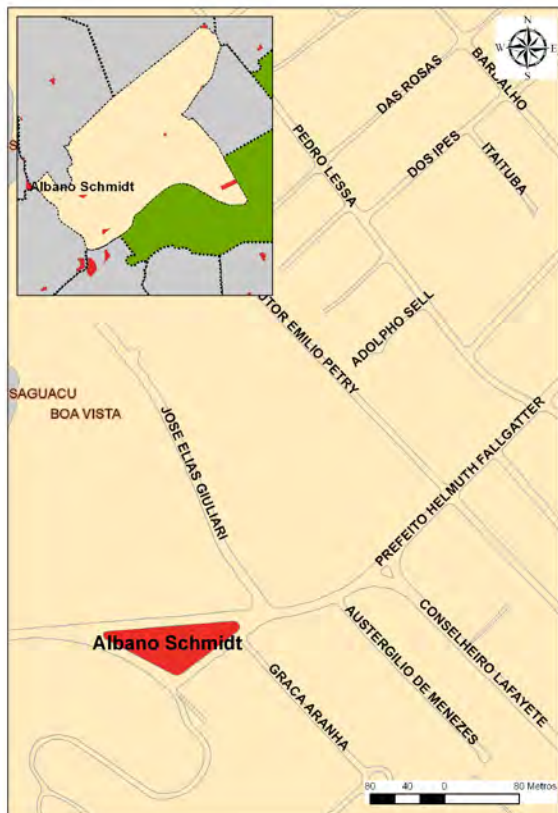 N
W E
S
BARCALHO
DAS ROSAS
PEDRO LESSA
DOS IPES
ITAITUBA
Albano Schmidt
UTOR EMILIO PETRY
ADOLPHO SELL
SAGUACU
BOA VISTA
JOSE ELIAS GIULIARI
PREFEITO HELMUTH FALLGATTER
Albano Schmidt
AUSTERGILIO DE MENEZES
CONSELHEIRO LAFAYETE
GRACA ARANHA
80 40 0 80 Metros